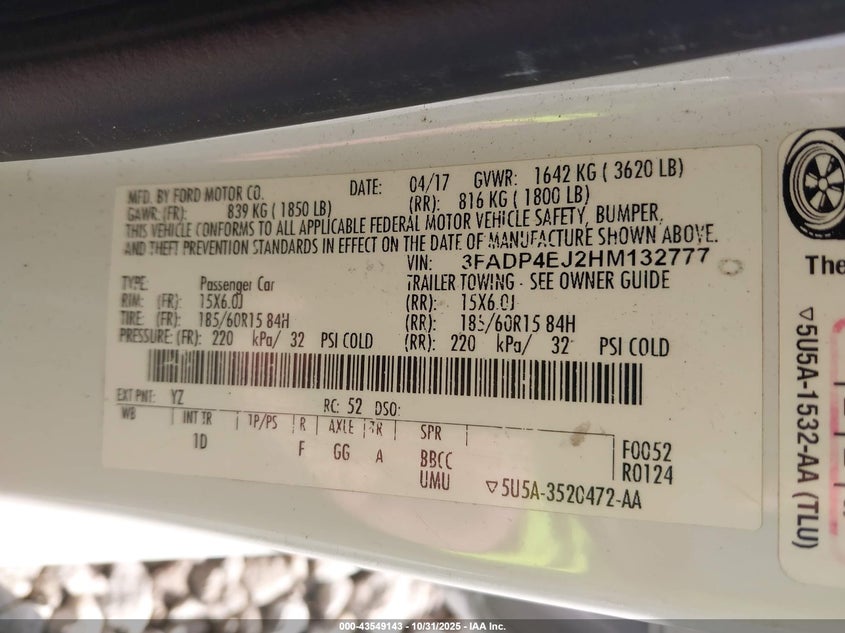 MFD. BY FORD MOTOR CO.
DATE: 04/17 GVWR: 1642 KG ( 3620 LB)
GAWR: (FR): 839 KG ( 1850 LB) (RR): 816 KG ( 1800 LB)
THIS VEHICLE CONFORMS TO ALL APPLICABLE FEDERAL MOTOR VEHICLE SAFETY, BUMPER,
AND THEFT PREVENTION STANDARDS IN EFFECT ON THE DATE OF MANUFACTURE SHOWN ABOVE.
VIN: 3FADP4EJ2HM132777
TYPE: Passenger Car TRAILER TOWING - SEE OWNER GUIDE
RIM: (FR): 15X6.0J (RR): 15X6.0J
TIRE: (FR): 185/60R15 84H (RR): 185/60R15 84H
PRESSURE: (FR): 220 kPa/ 32 PSI COLD (RR): 220 kPa/ 32 PSI COLD
EXT PNT: YZ RC: 52 DSO:
WB INT TR TP/PS R AXLE TR SPR
1D F GG A BBCC
UMU
F0052
R0124
▽5U5A-3520472-AA
The
▽5U5A-1532-AA (TLU)
000-43549143 - 10/31/2025 - IAA Inc.